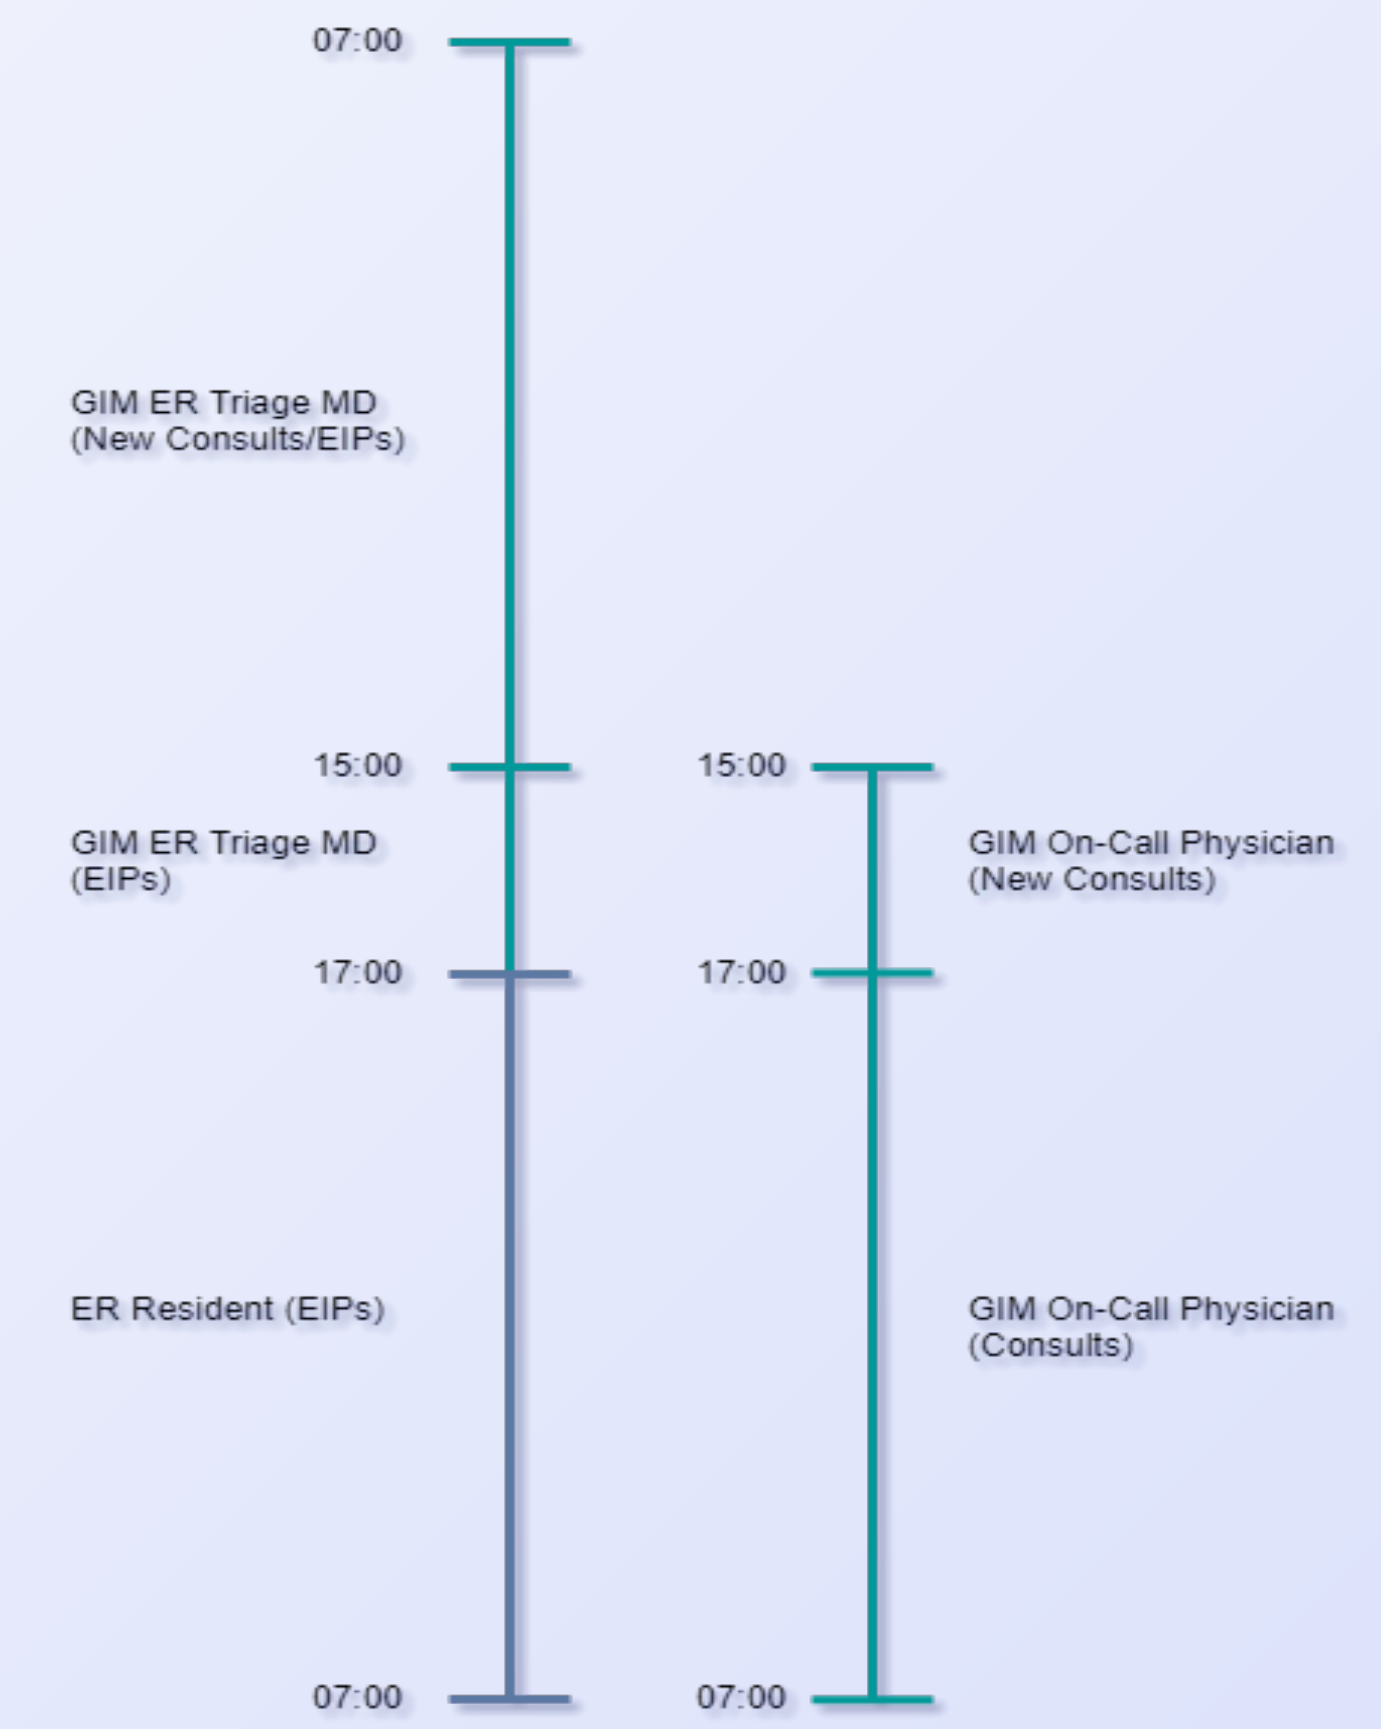 07:00
GIM ER Triage MD
(New Consults/EIPs)
15:00
15:00
GIM ER Triage MD
(EIPs)
GIM On-Call Physician
(New Consults)
17:00
17:00
ER Resident (EIPs)
GIM On-Call Physician
(Consults)
07:00
07:00